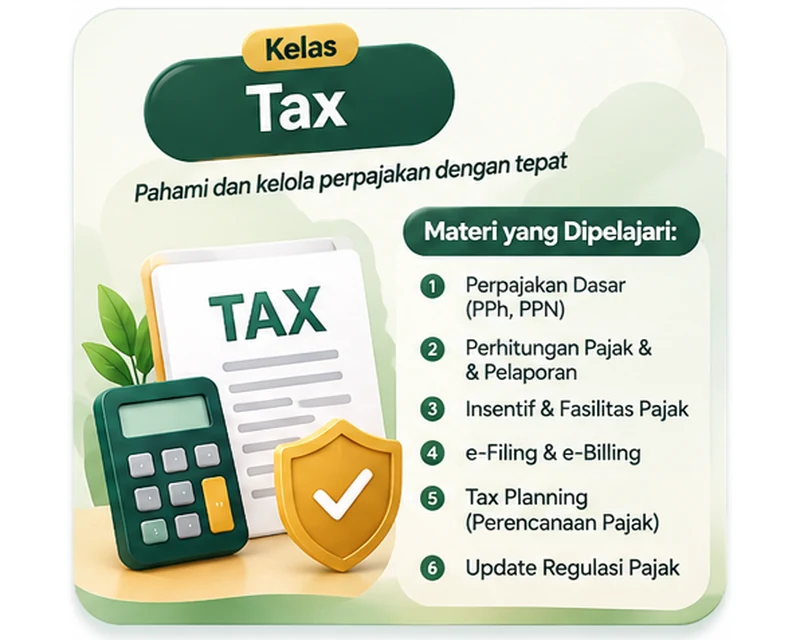 Kelas
Tax
Pahami dan kelola perpajakan dengan tepat
Materi yang Dipelajari:
TAX
1 Perpajakan Dasar
(PPh, PPN)
2 Perhitungan Pajak &
& Pelaporan
3 Insentif & Fasilitas Pajak
4 e-Filing & e-Billing
5 Tax Planning
(Perencanaan Pajak)
6 Update Regulasi Pajak